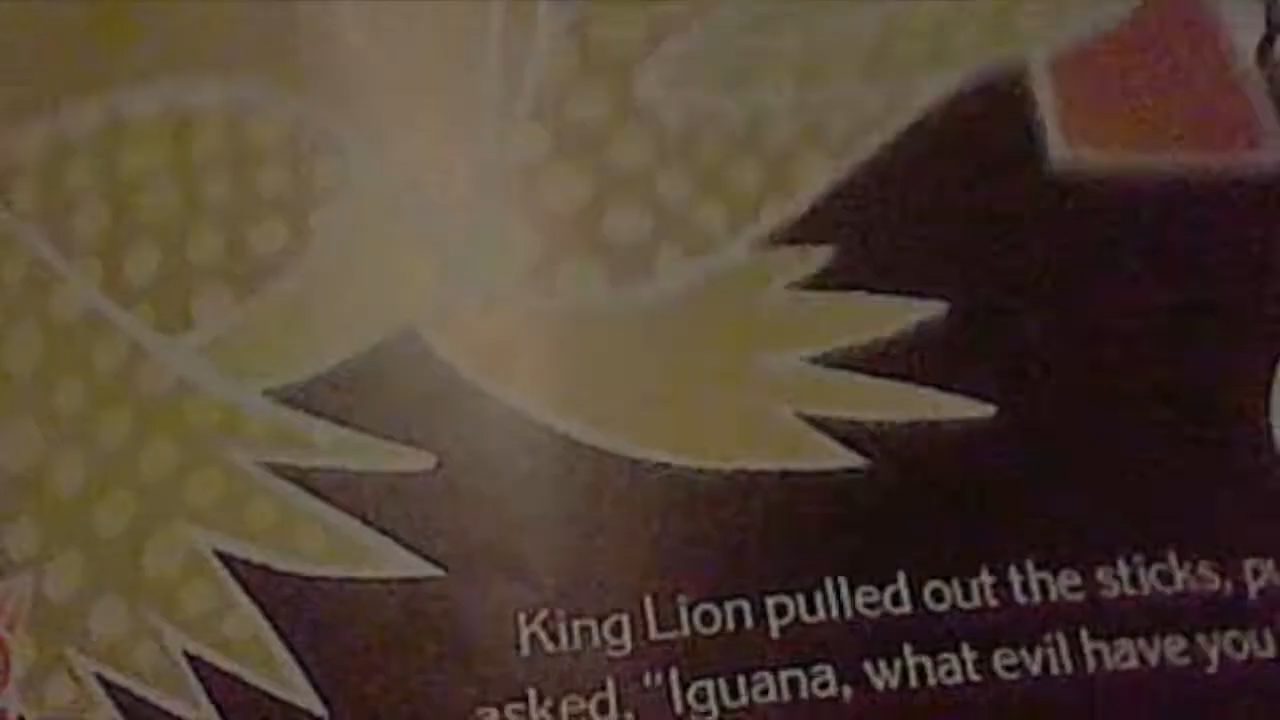 King Lion pulled out the sticks,
asked, "Iguana, what evil have you